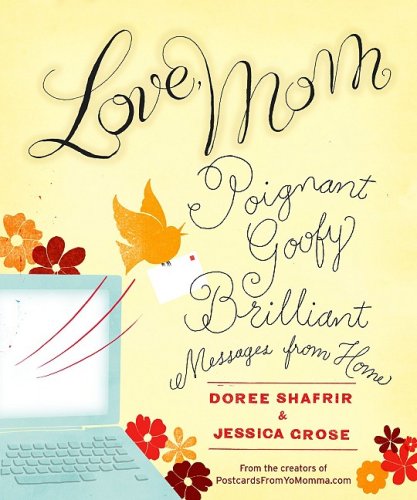 Love, Mom
Poignant
Goofy
Brilliant
Messages from Home
DOREE SHAFRIR
&
JESSICA GROSE
From the creators of
PostcardsFromYoMomma.com